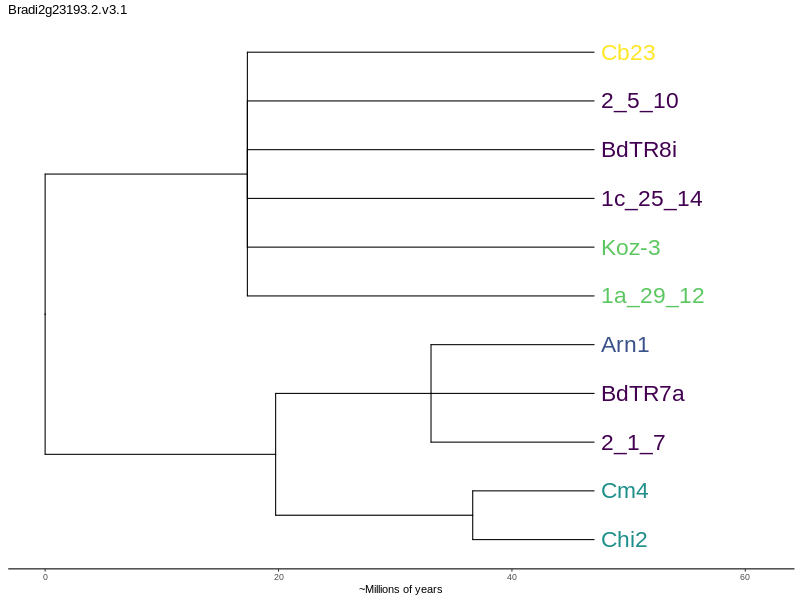 Bradi2g23193.2.v3.1
Cb23
2_5_10
BdTR8i
1c_25_14
Koz-3
1a_29_12
Arn1
BdTR7a
2_1_7
Cm4
Chi2
0 20 40 60
~Millions of years